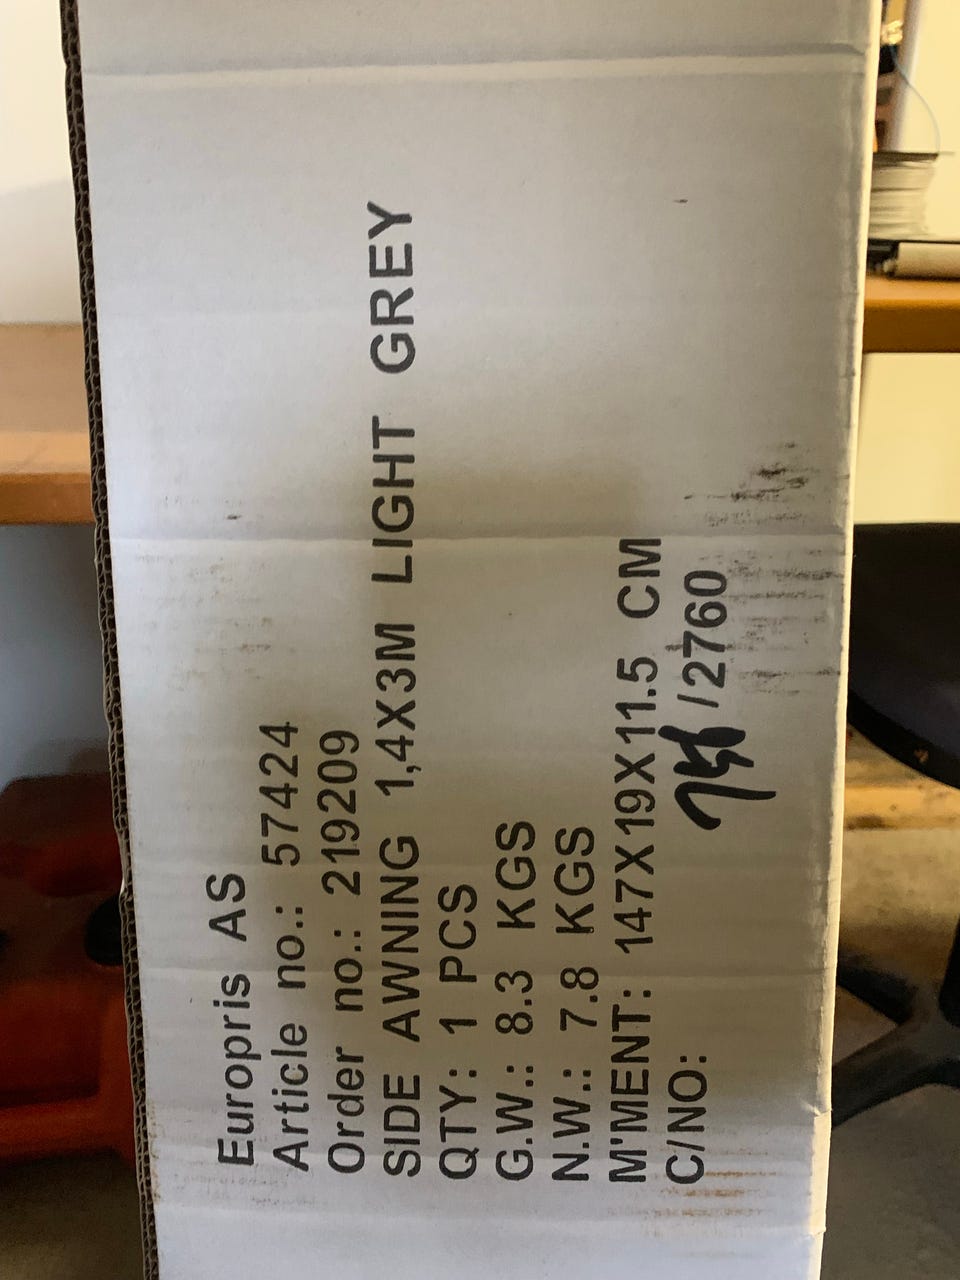 Europris AS
Article no.: 57424
Order no.: 219209
SIDE AWNING 1,4X3M LIGHT GREY
QTY: 1 PCS
G.W.: 8.3 KGS
N.W.: 7.8 KGS
M'MENT: 147X19X11.5 CM
C/NO: /2760